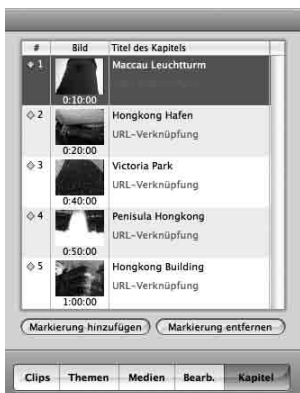 # Bild Titel des Kapitels
1 Maccau Leuchtturm
0:10:00
2 Hongkong Hafen
URL-Verknüpfung
0:20:00
3 Victoria Park
URL-Verknüpfung
0:40:00
4 Penisula Hongkong
URL-Verknüpfung
0:50:00
5 Hongkong Building
URL-Verknüpfung
1:00:00
Markierung hinzufügen Markierung entfernen
Clips Themen Medien Bearb. Kapitel